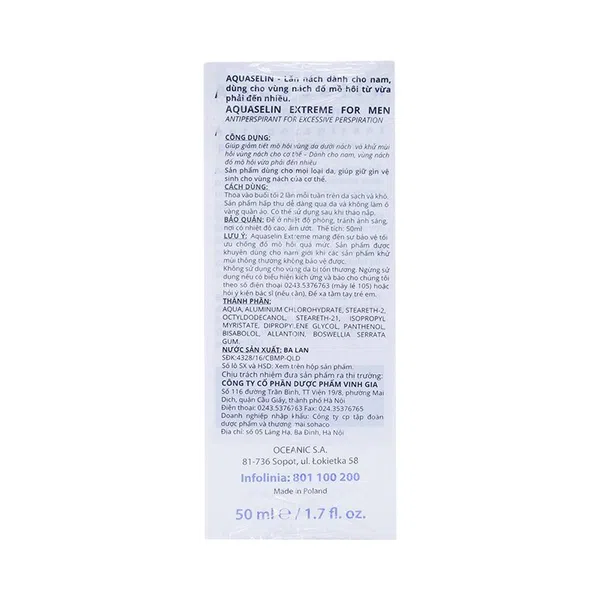 AQUASELIN - Lăn nách dành cho nam,
dùng cho vùng nách đổ mồ hôi từ vừa
phải đến nhiều.
AQUASELIN EXTREME FOR MEN
ANTIPERSPIRANT FOR EXCESSIVE PERSPIRATION
CÔNG DỤNG:
Giúp giảm tiết mồ hôi vùng da dưới nách và khử mùi
hôi vùng nách cho cơ thể – Dành cho nam, vùng nách
đổ mồ hôi vừa phải đến nhiều
Sản phẩm dùng cho mọi loại da, giúp giữ gìn vệ
sinh cho vùng nách của cơ thể.
CÁCH DÙNG:
Thoa vào buổi tối 2 lần mỗi tuần trên da sạch và khô.
Sản phẩm hấp thu dễ dàng qua da và không làm ố
vàng quần áo. Có thể sử dụng sau khi tháo nắp.
BẢO QUẢN: Để ở nhiệt độ phòng, tránh ánh sáng,
nơi có nhiệt độ cao, ẩm ướt. Thể tích: 50ml
LƯU Ý: Aquaselin Extreme mang đến sự bảo vệ tối
ưu chống đổ mồ hôi quá mức. Sản phẩm được
khuyên dùng cho nam giới khi các sản phẩm khử
mùi thông thường không bảo vệ được.
Không sử dụng cho vùng da bị tổn thương. Ngừng sử
dụng nếu có biểu hiện kích ứng và báo cho chúng tôi
theo số điện thoại 0243.5376763 (máy lẻ 105) hoặc
hỏi ý kiến bác sĩ (nếu cần). Để xa tầm tay trẻ em.
THÀNH PHẦN:
AQUA, ALUMINUM CHLOROHYDRATE, STEARETH-2,
OCTYLDODECANOL, STEARETH-21, ISOPROPYL
MYRISTATE, DIPROPYLENE GLYCOL, PANTHENOL,
BISABOLOL, ALLANTOIN, BOSWELLIA SERRATA
GUM.
NƯỚC SẢN XUẤT: BA LAN
SĐK:4328/16/CBMP-QLD
Số lô SX và HSD: Xem trên hộp sản phẩm.
Chịu trách nhiệm đưa sản phẩm ra thị trường:
CÔNG TY CỔ PHẦN DƯỢC PHẨM VINH GIA
Số 116 đường Trần Bình, TT Viện 19/8, phường Mai
Dịch, quận Cầu Giấy, thành phố Hà Nội
Điện thoại: 0243.5376763 Fax: 024.35376765
Doanh nghiệp nhập khẩu: Công ty cp tập đoàn
dược phẩm và thương mại sohaco
Địa chỉ: số 05 Láng Hạ, Ba Đình, Hà Nội
OCEANIC S.A.
81-736 Sopot, ul. Łokietka 58
Infolinia: 801 100 200
Made in Poland
50 ml ℮ / 1.7 fl. oz.